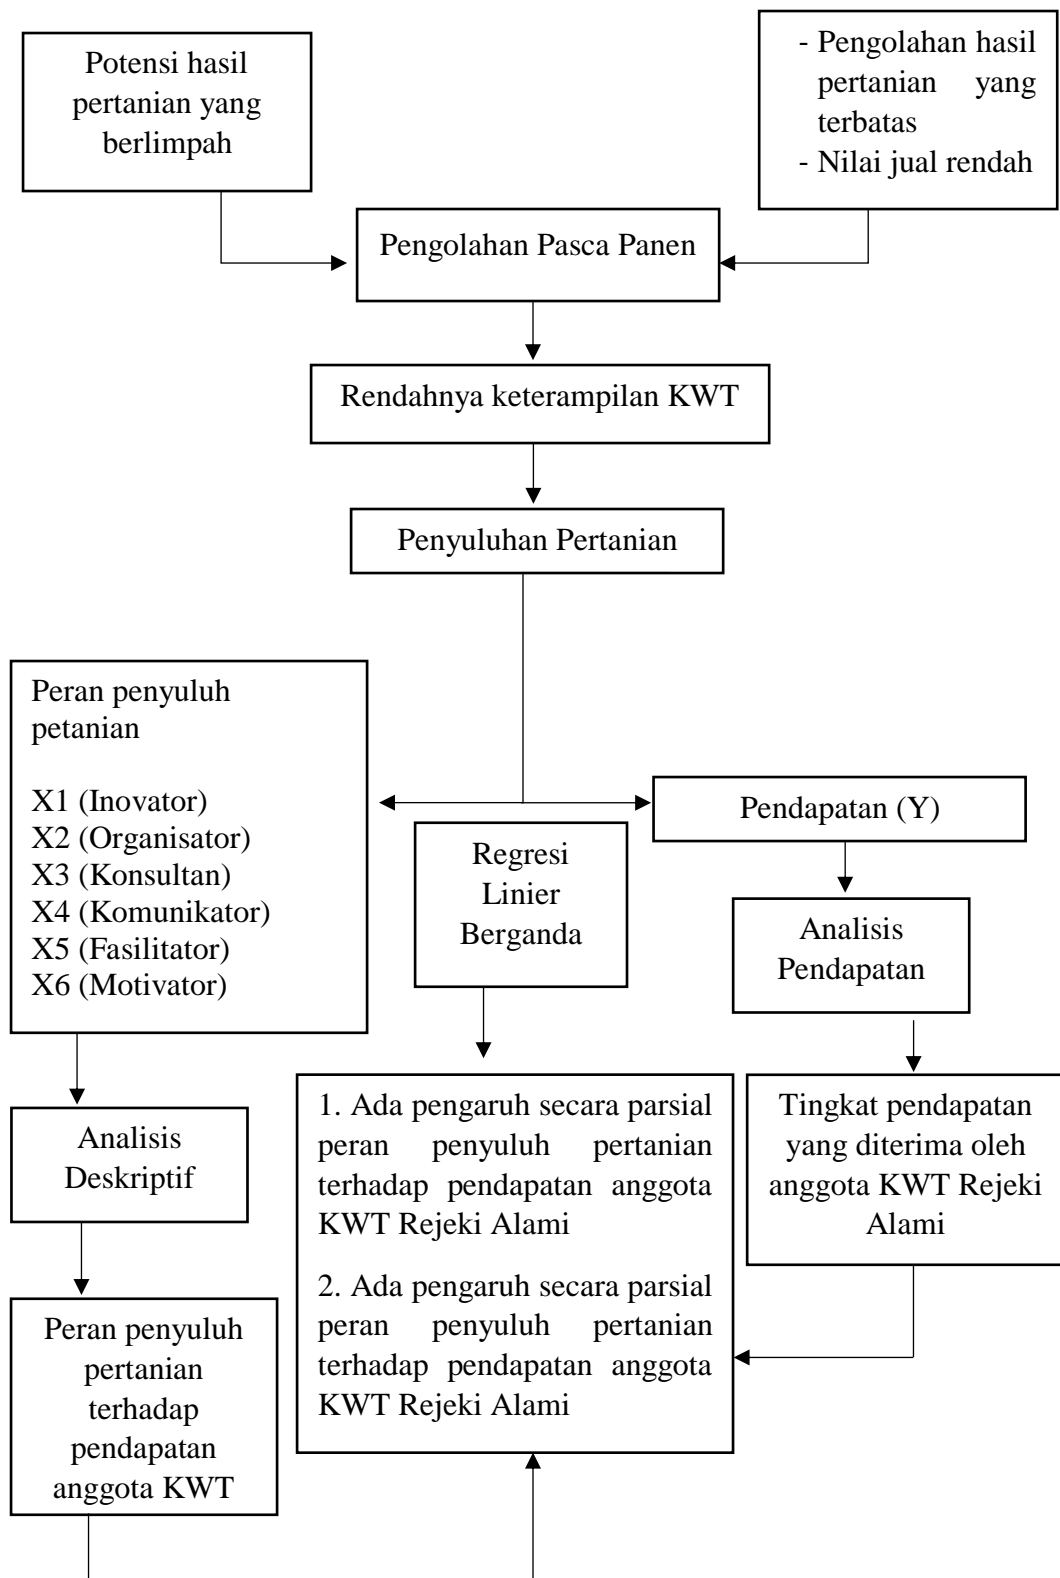 Potensi hasil
pertanian yang
berlimpah
- Pengolahan hasil
pertanian yang
terbatas
- Nilai jual rendah
Pengolahan Pasca Panen
Rendahnya keterampilan KWT
Penyuluhan Pertanian
Peran penyuluh
petanian
X1 (Inovator)
X2 (Organisator)
X3 (Konsultan)
X4 (Komunikator)
X5 (Fasilitator)
X6 (Motivator)
Regresi
Linier
Berganda
Pendapatan (Y)
Analisis
Pendapatan
Analisis
Deskriptif
1. Ada pengaruh secara parsial
peran penyuluh pertanian
terhadap pendapatan anggota
KWT Rejeki Alami
2. Ada pengaruh secara parsial
peran penyuluh pertanian
terhadap pendapatan anggota
KWT Rejeki Alami
Tingkat pendapatan
yang diterima oleh
anggota KWT Rejeki
Alami
Peran penyuluh
pertanian
terhadap
pendapatan
anggota KWT